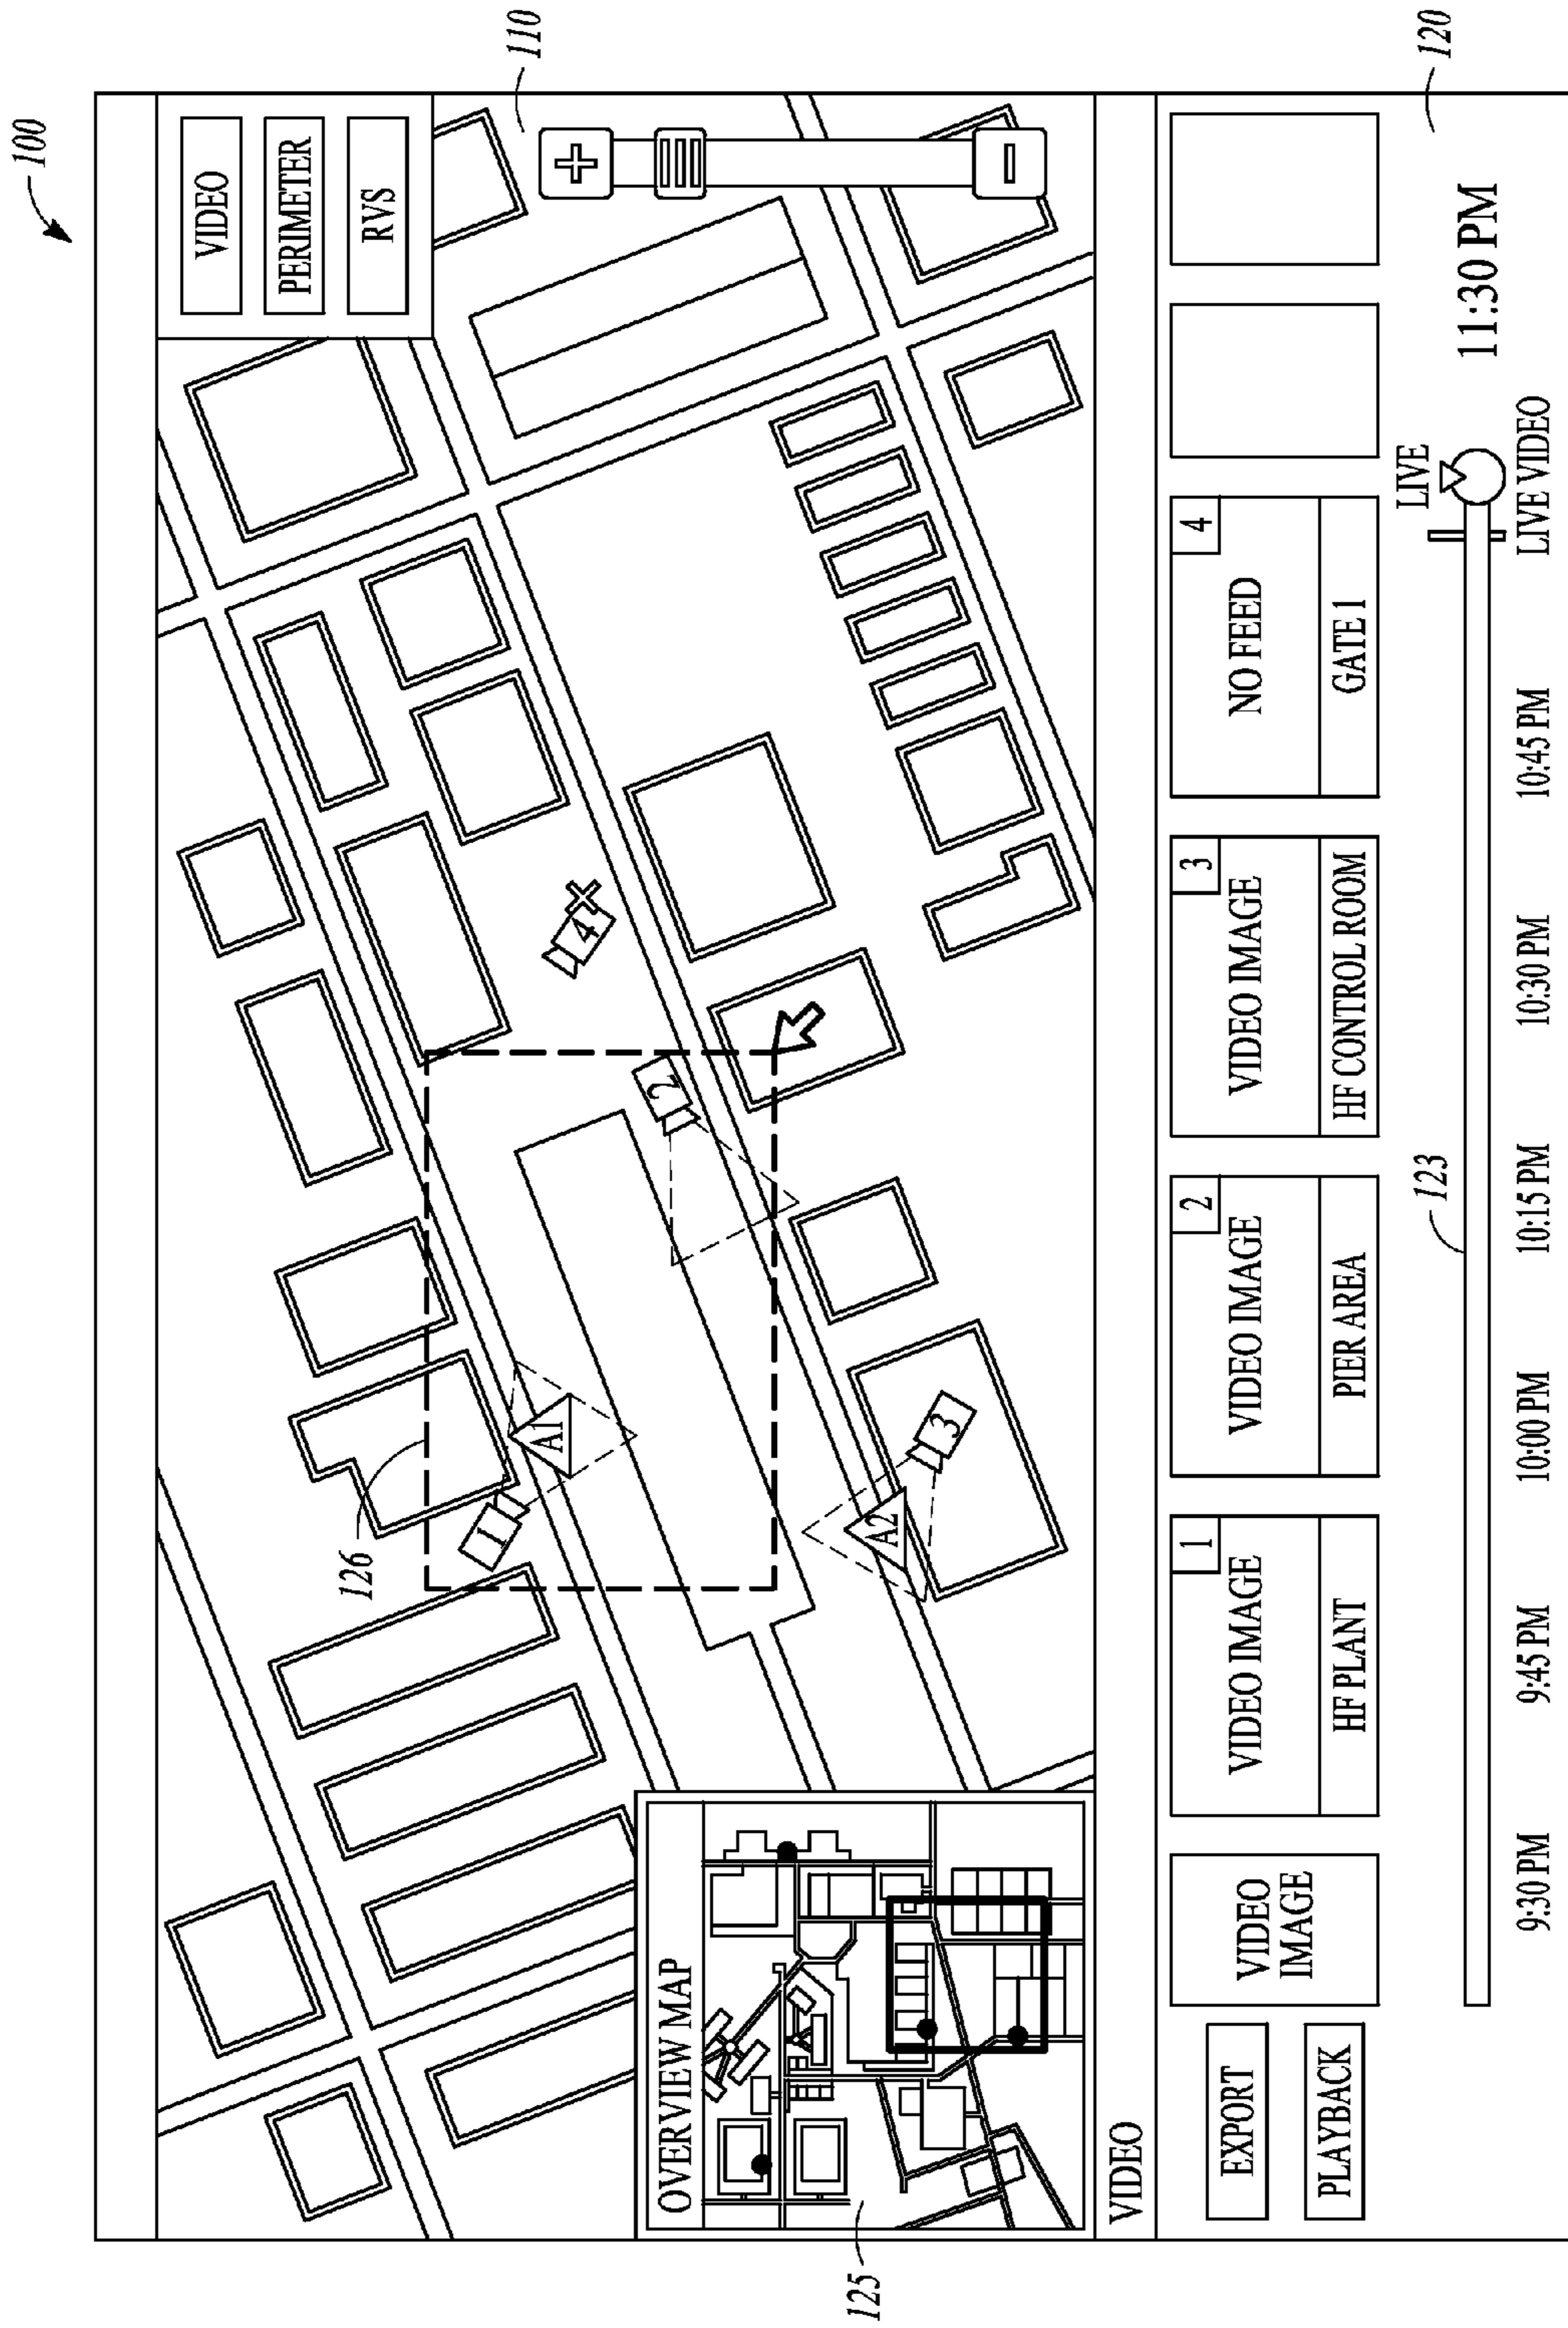 100
VIDEO
PERIMETER
RVS
110
126
1
A1
2
4
A2
3
OVERVIEW MAP
125
VIDEO
EXPORT
PLAYBACK
VIDEO
IMAGE
1
VIDEO IMAGE
HF PLANT
2
VIDEO IMAGE
PIER AREA
3
VIDEO IMAGE
HF CONTROL ROOM
4
NO FEED
GATE 1
120
LIVE
123
11:30 PM
9:30 PM
9:45 PM
10:00 PM
10:15 PM
10:30 PM
10:45 PM
LIVE VIDEO